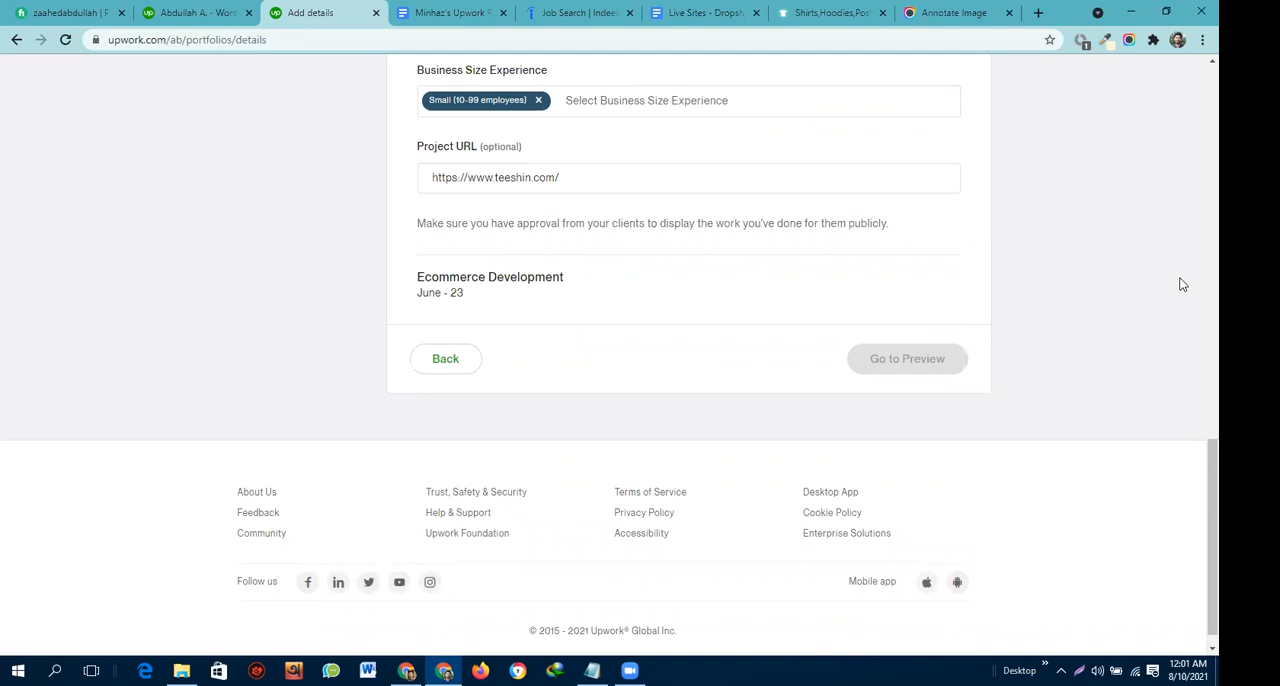 zaahedabdullah | F
Abdullah A. - Word
Add details
Minhaz's Upwork
Job Search | Indee
Live Sites - Dropsh
Shirts,Hoodies,Pos
Annotate Image
upwork.com/ab/portfolios/details
1
Business Size Experience
Small (10-99 employees) Select Business Size Experience
Project URL (optional)
https://www.teeshin.com/
Make sure you have approval from your clients to display the work you've done for them publicly.
Ecommerce Development
June - 23
Back Go to Preview
About Us Trust, Safety & Security Terms of Service Desktop App
Feedback Help & Support Privacy Policy Cookie Policy
Community Upwork Foundation Accessibility Enterprise Solutions
Follow us Mobile app
© 2015 - 2021 Upwork® Global Inc.
Desktop
12:01 AM
8/10/2021